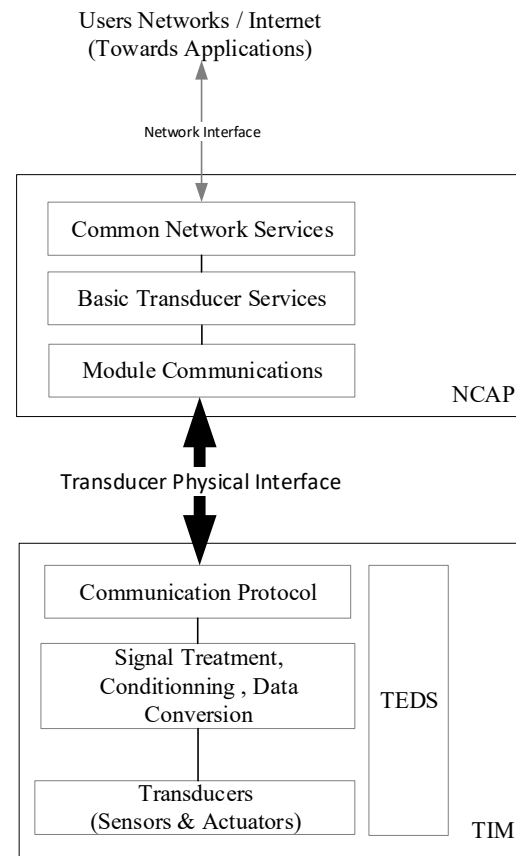 Users Networks / Internet
(Towards Applications)
Network Interface
Common Network Services
Basic Transducer Services
Module Communications
NCAP
Transducer Physical Interface
Communication Protocol
Signal Treatment,
Conditionning , Data
Conversion
TEDS
Transducers
(Sensors & Actuators)
TIM